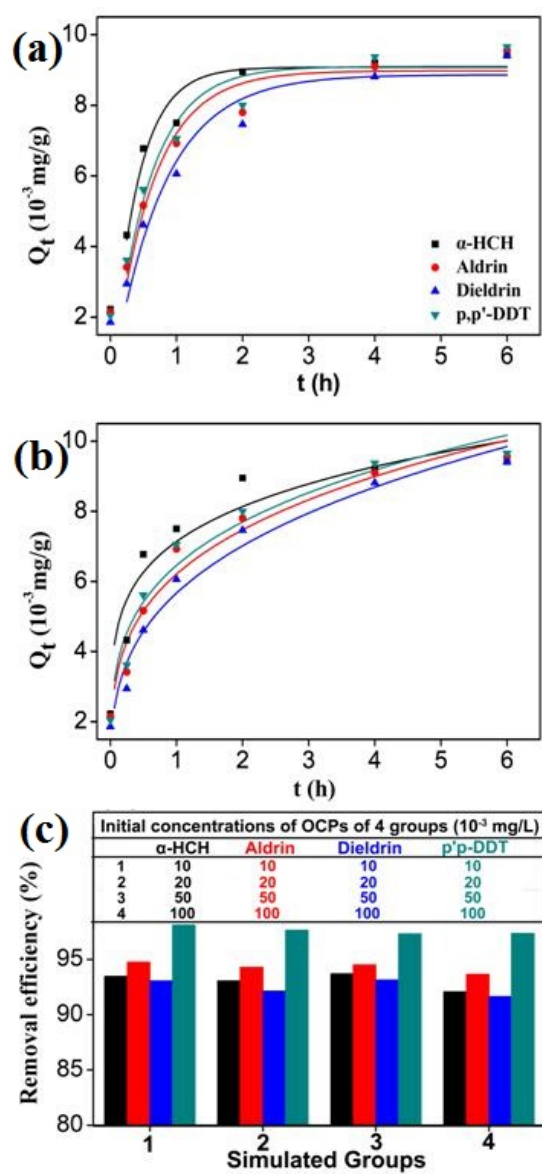 (a)
10
8
6
4
2
Qt (10-3 mg/g)
α-HCH
Aldrin
Dieldrin
p,p'-DDT
0 1 2 3 4 5 6
t (h)
(b)
10
8
6
4
2
Qt (10-3 mg/g)
0 1 2 3 4 5 6
t (h)
(c)
Initial concentrations of OCPs of 4 groups (10-3 mg/L)
α-HCH Aldrin Dieldrin p'p-DDT
1 10 10 10 10
2 20 20 20 20
3 50 50 50 50
4 100 100 100 100
95
90
85
80
Removal efficiency (%)
1 2 3 4
Simulated Groups